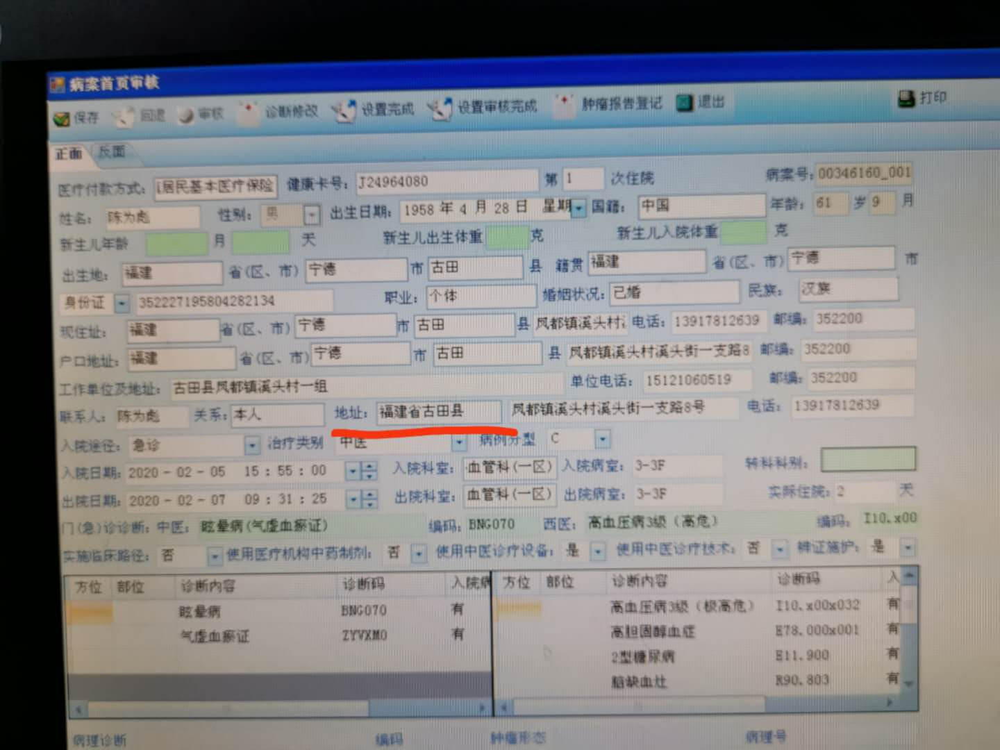 病案首页审核
保存 回退 审核 诊断修改 设置完成 设置审核完成 肿瘤报告登记 退出 打印
正面 反面
医疗付款方式: 居民基本医疗保险 健康卡号: J24964080 第 1 次住院 病案号: 00346160_001
姓名: 陈为彪 性别: 男 出生日期: 1958 年 4 月 28 日 星期 国籍: 中国 年龄: 61 岁 9 月
新生儿年龄 月 天 新生儿出生体重 克 新生儿入院体重 克
出生地: 福建 省(区、市) 宁德 市 古田 县 籍贯 福建 省(区、市) 宁德 市
身份证 352227195804282134 职业: 个体 婚姻状况: 已婚 民族: 汉族
现住址: 福建 省(区、市) 宁德 市 古田 县 凤都镇溪头村 电话: 13917812639 邮编: 352200
户口地址: 福建 省(区、市) 宁德 市 古田 县 凤都镇溪头村溪头街一支路8 邮编: 352200
工作单位及地址: 古田县凤都镇溪头村一组 单位电话: 15121060519 邮编: 352200
联系人: 陈为彪 关系: 本人 地址: 福建省古田县 凤都镇溪头村溪头街一支路8号 电话: 13917812639
入院途径: 急诊 治疗类别 中医 病例分型 C
入院日期: 2020-02-05 15:55:00 入院科室: 血管科(一区) 入院病室: 3-3F 转科科别:
出院日期: 2020-02-07 09:31:25 出院科室: 血管科(一区) 出院病室: 3-3F 实际住院: 2 天
门(急)诊诊断: 中医: 眩晕病(气虚血瘀证) 编码: BNG070 西医: 高血压病3级（高危） 编码: I10.x00
实施临床路径: 否 使用医疗机构中药制剂: 否 使用中医诊疗设备: 是 使用中医诊疗技术: 否 辨证施护: 是
方位 部位 诊断内容 诊断码 入院病 方位 部位 诊断内容 诊断码 入
眩晕病 BNG070 有 高血压病3级（极高危） I10.x00x032 有
气虚血瘀证 ZYVXM0 有 高胆固醇血症 E78.000x001 有
2型糖尿病 E11.900 有
脑缺血灶 R90.803 有
病理诊断 编码 肿瘤形态 病理号